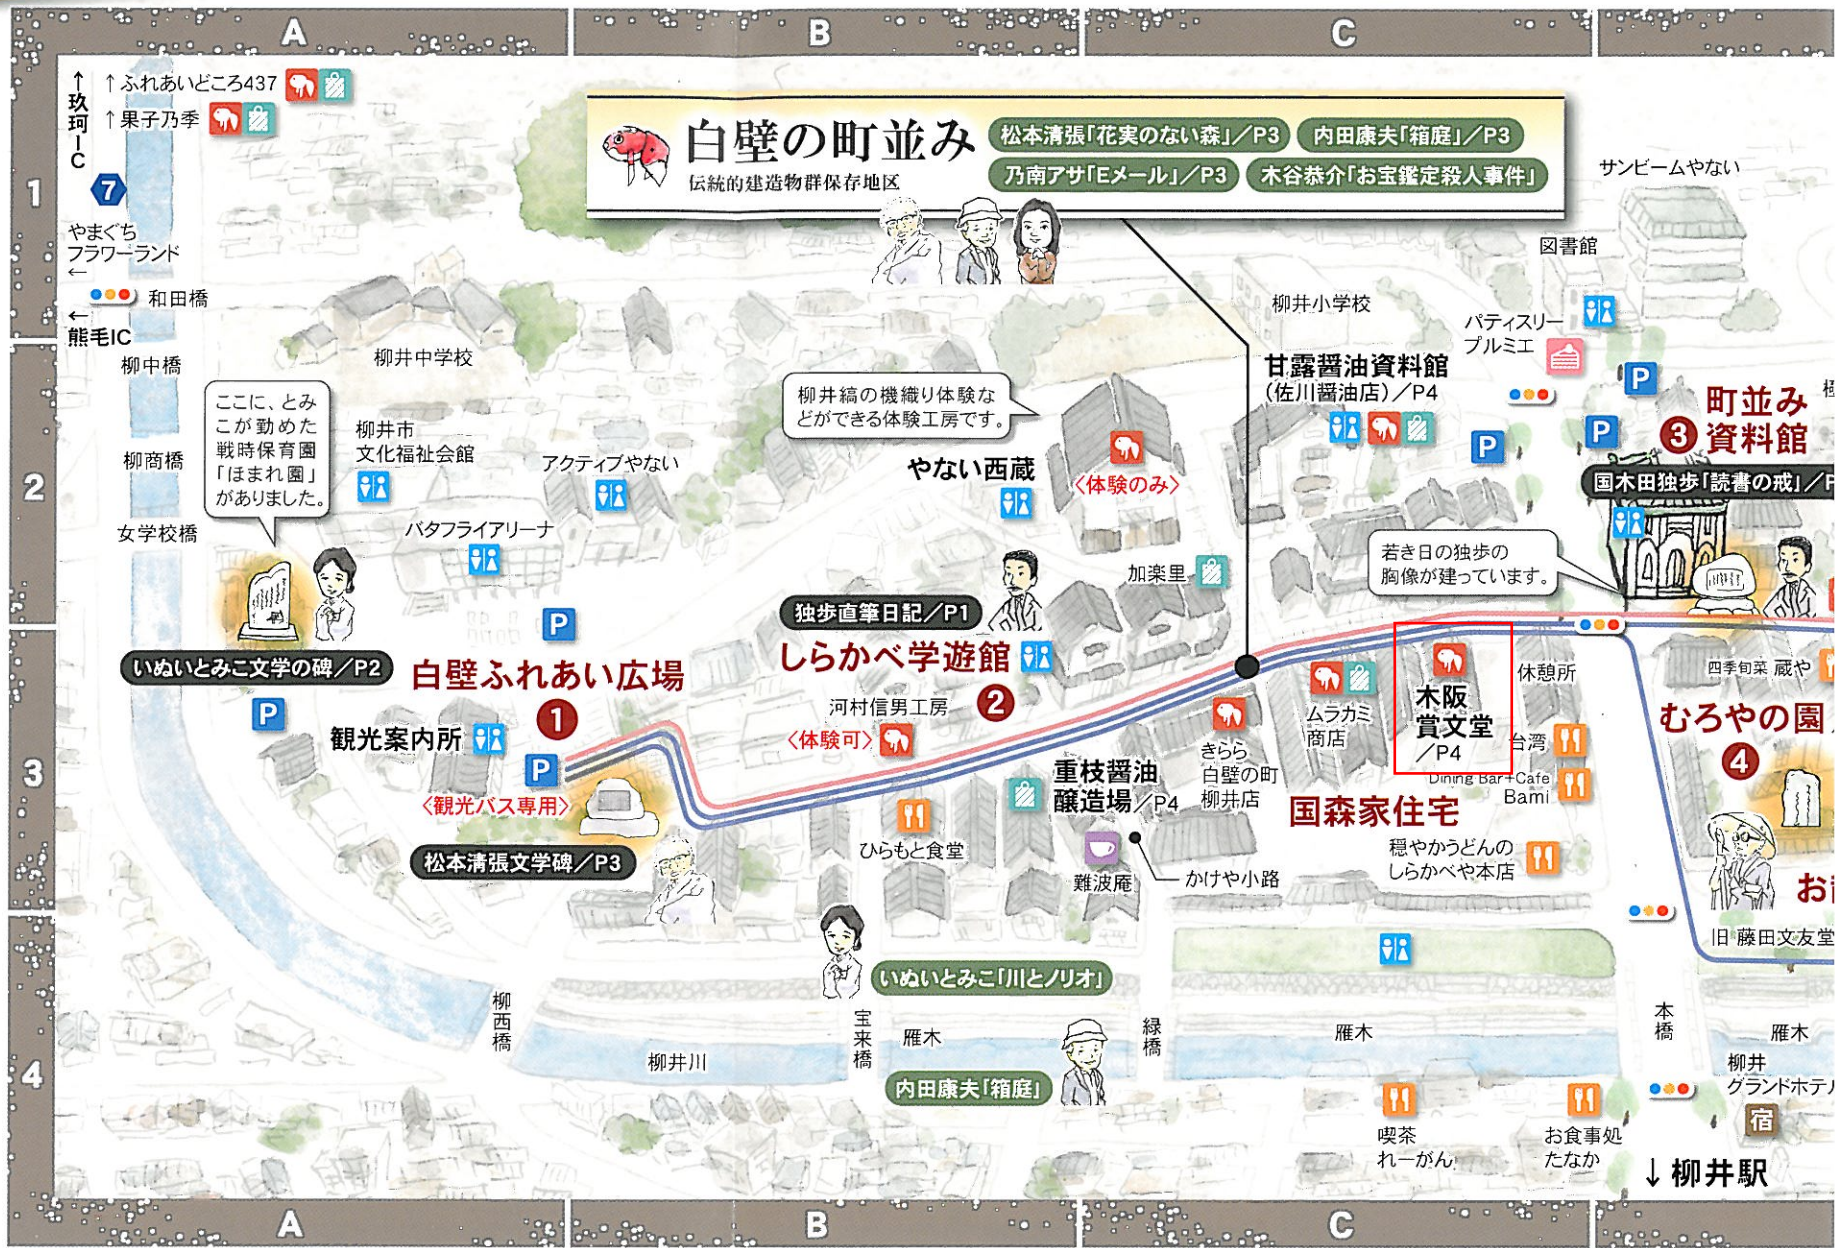 A
B
C
↑ふれあいどころ437
↑果子乃季
↑玖珂IC
7
やまぐち
フラワーランド
←
和田橋
←
熊毛IC
1
白壁の町並み
伝統的建造物群保存地区
松本清張「花実のない森」/P3
内田康夫「箱庭」/P3
乃南アサ「Eメール」/P3
木谷恭介「お宝鑑定殺人事件」
サンビームやない
図書館
柳井小学校
パティスリー
プルミエ
柳中橋
柳井中学校
甘露醤油資料館
(佐川醤油店)/P4
P
ここに、とみ
こが勤めた
戦時保育園
「ほまれ園」
がありました。
柳井市
文化福祉会館
柳井縞の機織り体験な
どができる体験工房です。
P
P
3
町並み
資料館
柳商橋
アクティブやない
やない西蔵
〈体験のみ〉
2
国木田独歩「読書の戒」/P
女学校橋
バタフライアリーナ
若き日の独歩の
胸像が建っています。
加楽里
P
独歩直筆日記/P1
いぬいとみこ文学の碑/P2
白壁ふれあい広場
1
しらかべ学遊館
2
休憩所
四季旬菜 蔵や
P
河村信男工房
〈体験可〉
ムラカミ
商店
木阪
賞文堂
/P4
むろやの園
4
観光案内所
P
〈観光バス専用〉
きらら
白壁の町
柳井店
台湾
Dining Bar+Cafe
Bami
3
重枝醤油
醸造場/P4
国森家住宅
松本清張文学碑/P3
ひらもと食堂
難波庵
かけや小路
穏やかうどんの
しらかべや本店
お
旧 藤田文友堂
いぬいとみこ「川とノリオ」
柳西橋
宝来橋
雁木
緑橋
雁木
本橋
雁木
柳井川
4
内田康夫「箱庭」
柳井
グランドホテル
宿
喫茶
れーがん
お食事処
たなか
↓柳井駅
A
B
C